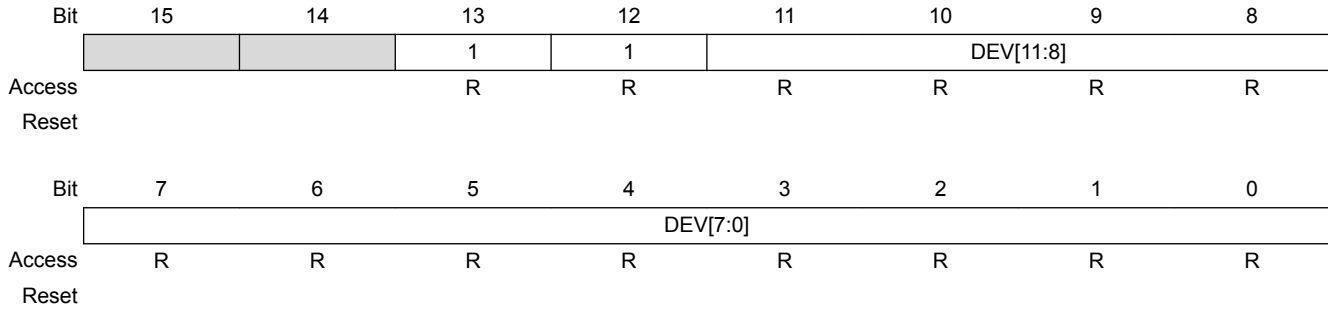 Bit 15 14 13 12 11 10 9 8
1 1 DEV[11:8]
Access R R R R R R
Reset
Bit 7 6 5 4 3 2 1 0
DEV[7:0]
Access R R R R R R R R
Reset